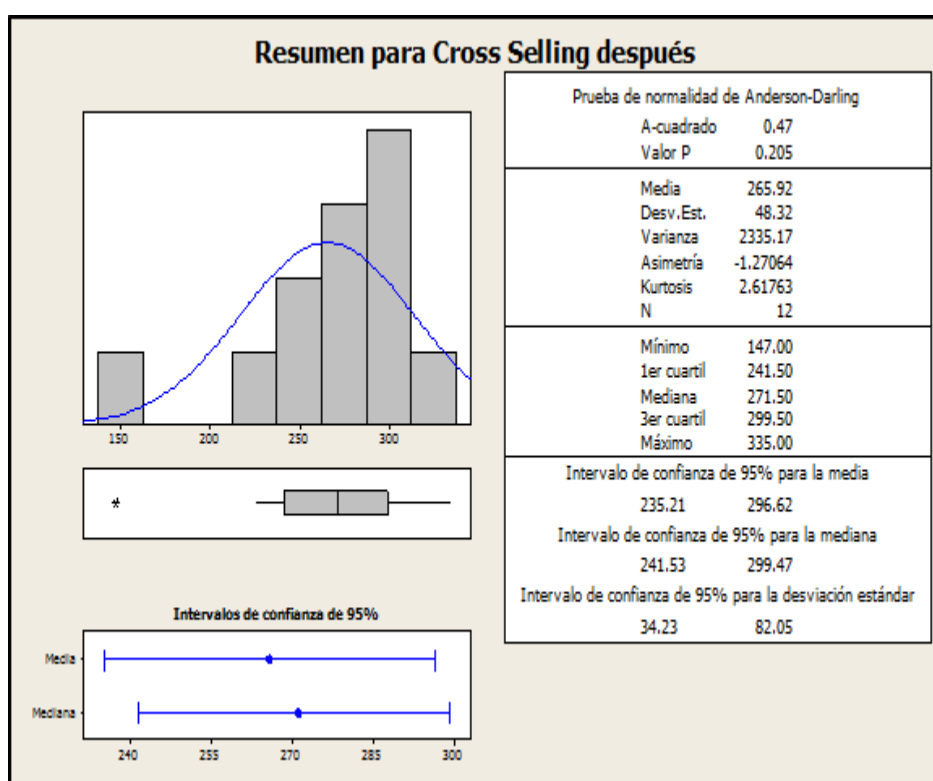 Resumen para Cross Selling después
150 200 250 300
*
Intervalos de confianza de 95%
Media
Mediana
240 255 270 285 300
Prueba de normalidad de Anderson-Darling
A-cuadrado 0.47
Valor P 0.205
Media 265.92
Desv.Est. 48.32
Varianza 2335.17
Asimetría -1.27064
Kurtosis 2.61763
N 12
Mínimo 147.00
1er cuartil 241.50
Mediana 271.50
3er cuartil 299.50
Máximo 335.00
Intervalo de confianza de 95% para la media
235.21 296.62
Intervalo de confianza de 95% para la mediana
241.53 299.47
Intervalo de confianza de 95% para la desviación estándar
34.23 82.05